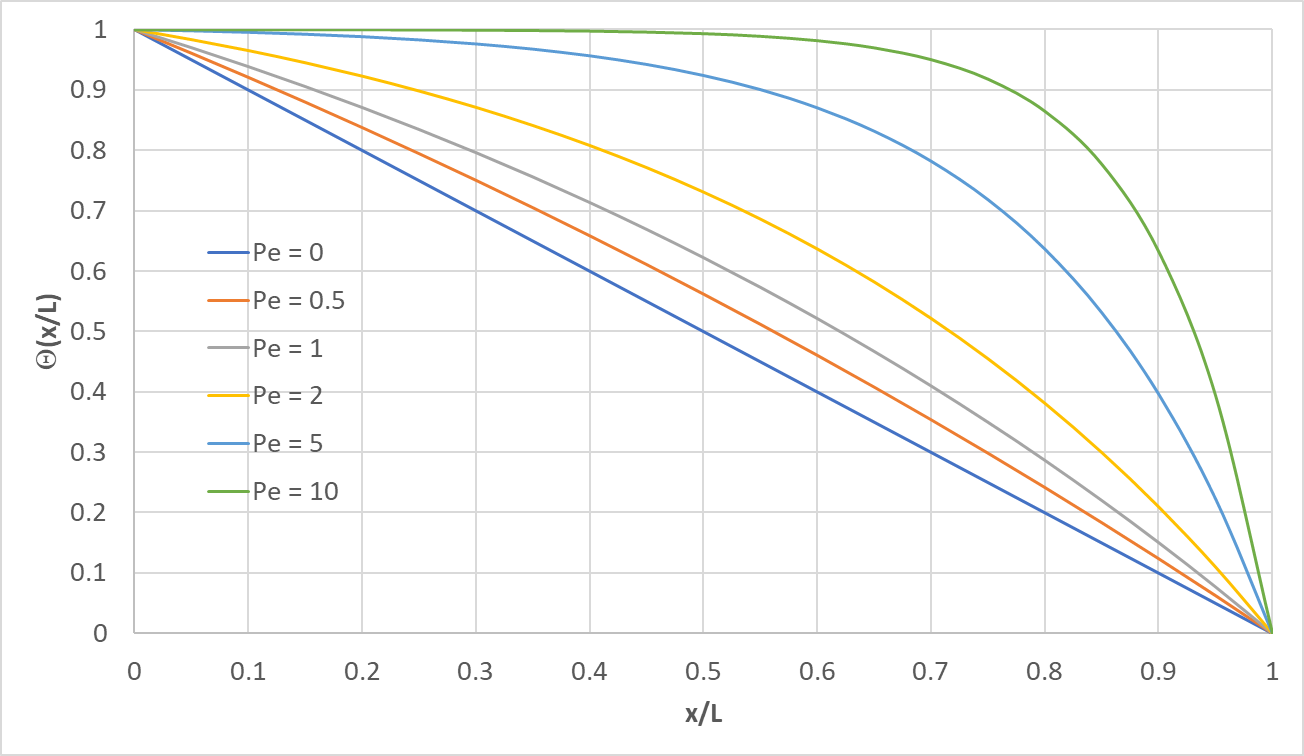 1
0.9
0.8
0.7
0.6
0.5
0.4
0.3
0.2
0.1
0
Θ(x/L)
Pe = 0
Pe = 0.5
Pe = 1
Pe = 2
Pe = 5
Pe = 10
0 0.1 0.2 0.3 0.4 0.5 0.6 0.7 0.8 0.9 1
x/L